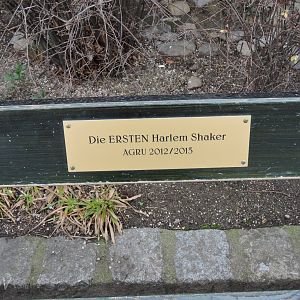 Die ERSTEN Harlem Shaker
AGRU 2012/2013